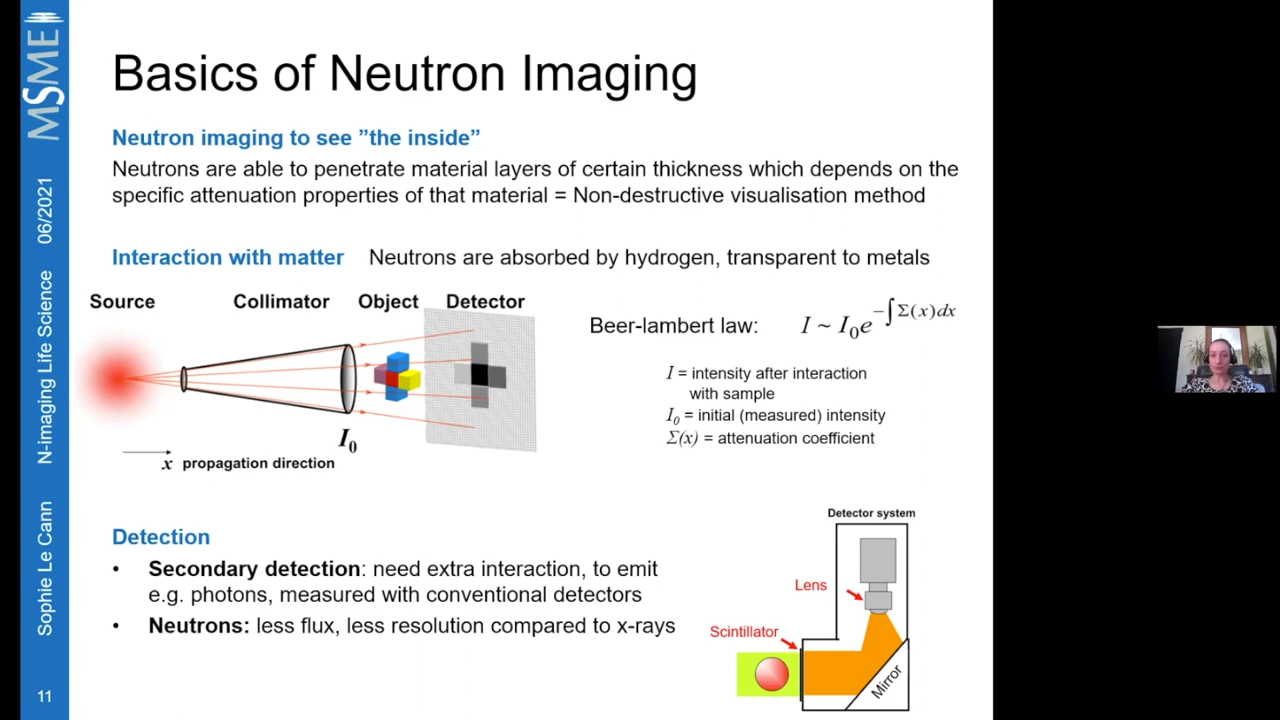 Basics of Neutron Imaging
Neutron imaging to see ”the inside”
Neutrons are able to penetrate material layers of certain thickness which depends on the
specific attenuation properties of that material = Non-destructive visualisation method
Interaction with matter Neutrons are absorbed by hydrogen, transparent to metals
Source Collimator Object Detector
I₀
x propagation direction
Beer-lambert law: I ~ I₀e^{-∫Σ(x)dx}
I = intensity after interaction
with sample
I₀ = initial (measured) intensity
Σ(x) = attenuation coefficient
Detection
• Secondary detection: need extra interaction, to emit
e.g. photons, measured with conventional detectors
• Neutrons: less flux, less resolution compared to x-rays
Detector system
Lens
Scintillator
Mirror
MSME
N-imaging Life Science 06/2021
Sophie Le Cann
11